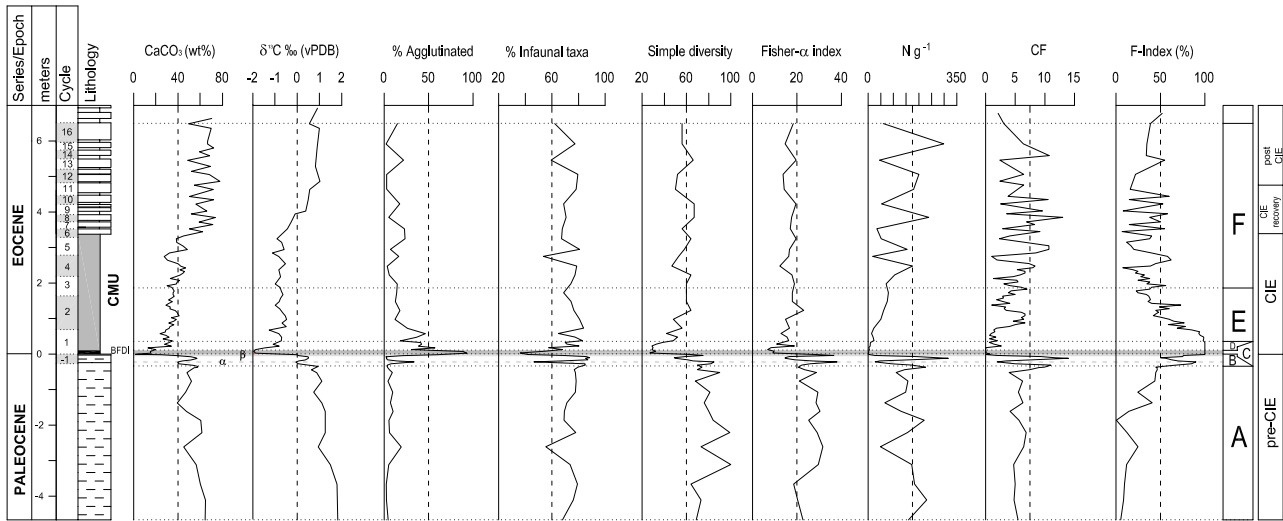 Series/Epoch
meters
Cycle
Lithology
CaCO₃ (wt%)
0 40 80
δ¹³C ‰ (vPDB)
-2 -1 0 1 2
% Agglutinated
0 50 100
% Infaunal taxa
20 60 100
Simple diversity
20 60 100
Fisher-α index
0 20 40
N g⁻¹
0 350
CF
0 5 10 15
F-Index (%)
0 50 100
EOCENE
PALEOCENE
6
4
2
0
-2
-4
16
15
14
13
12
11
10
9
8
7
6
5
4
3
2
1
-1
CMU
BFDI
α
β
F
E
D
C
B
A
post
CIE
CIE
recovery
CIE
pre-CIE